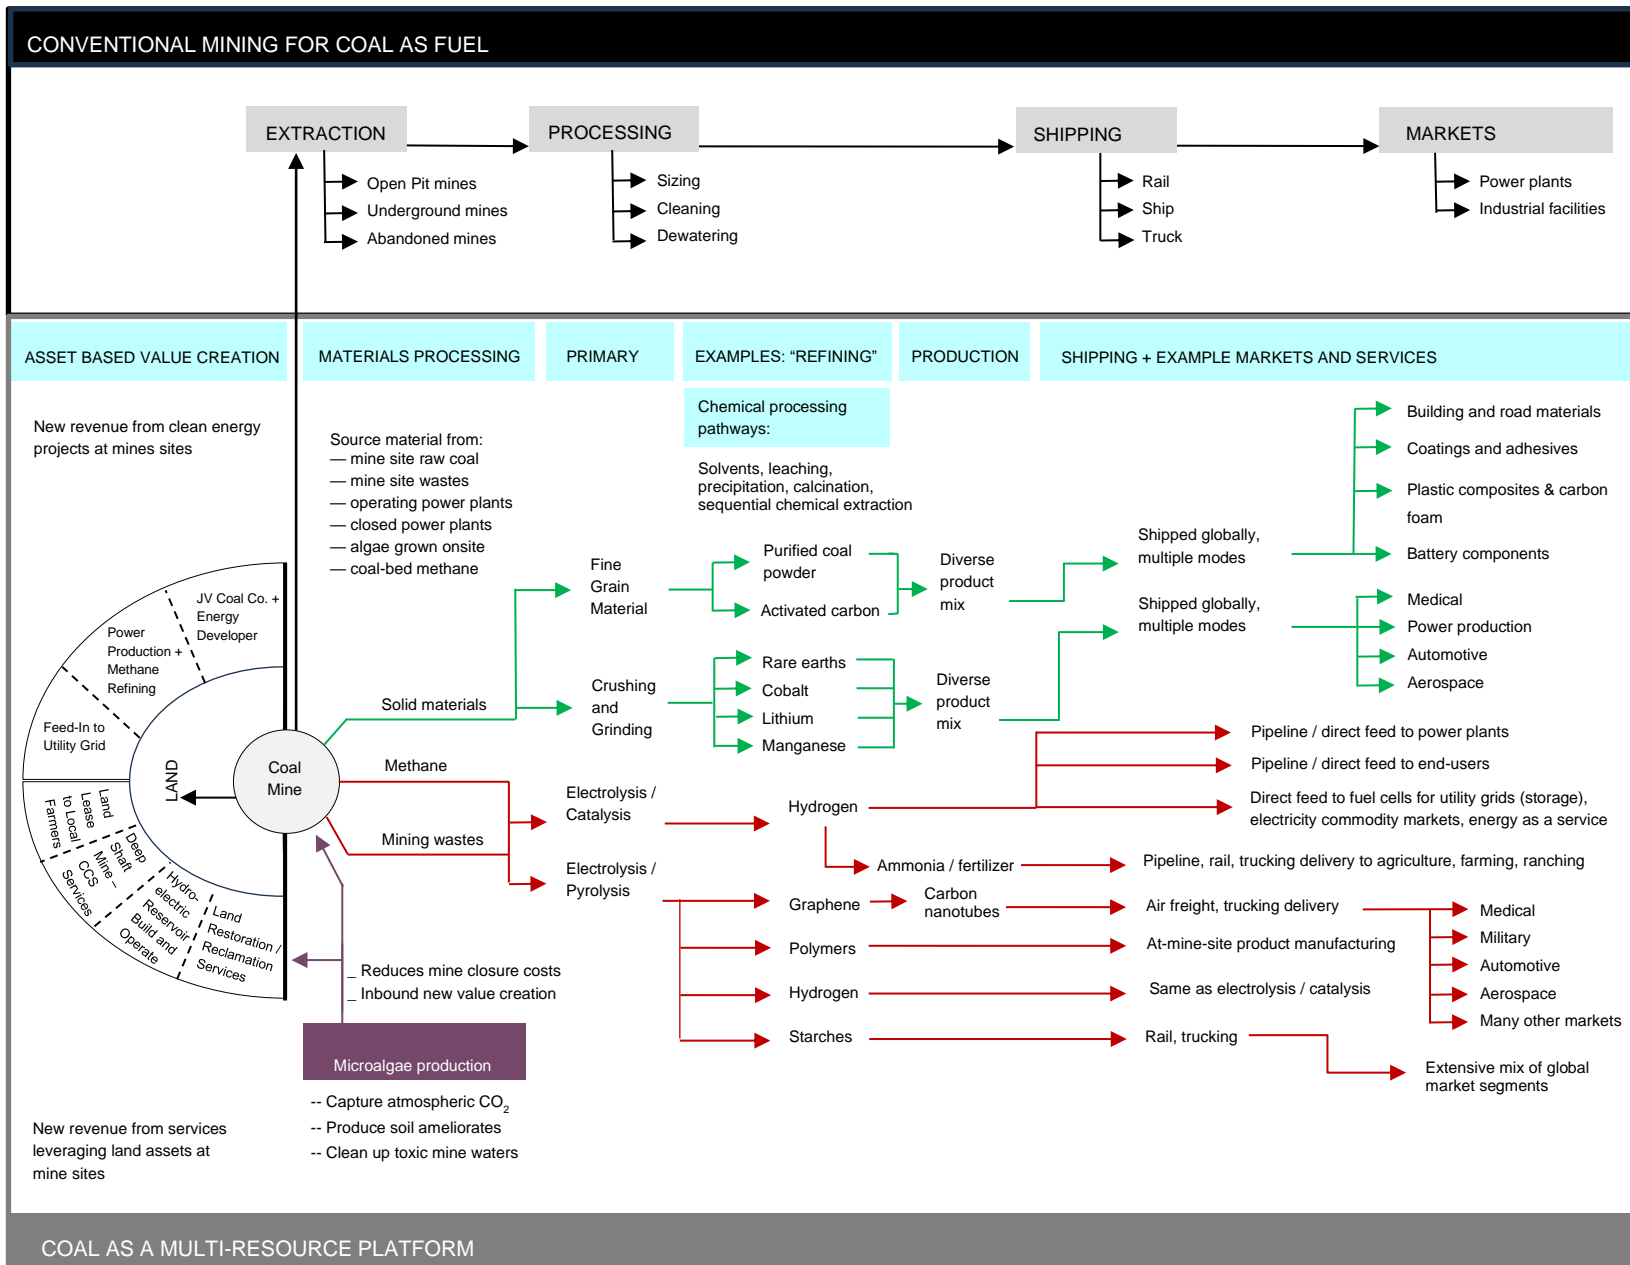 CONVENTIONAL MINING FOR COAL AS FUEL
EXTRACTION
Open Pit mines
Underground mines
Abandoned mines
PROCESSING
Sizing
Cleaning
Dewatering
SHIPPING
Rail
Ship
Truck
MARKETS
Power plants
Industrial facilities
ASSET BASED VALUE CREATION
MATERIALS PROCESSING
PRIMARY
EXAMPLES: “REFINING”
PRODUCTION
SHIPPING + EXAMPLE MARKETS AND SERVICES
New revenue from clean energy
projects at mines sites
JV Coal Co. +
Energy
Developer
Power
Production +
Methane
Refining
Feed-In to
Utility Grid
LAND
Coal
Mine
Land
Lease
to Local
Farmers
Deep
Shaft
Mine –
CCS
Services
Hydro-
electric
Reservoir
Build and
Operate
Land
Restoration /
Reclamation
Services
New revenue from services
leveraging land assets at
mine sites
Source material from:
— mine site raw coal
— mine site wastes
— operating power plants
— closed power plants
— algae grown onsite
— coal-bed methane
Solid materials
Methane
Mining wastes
_ Reduces mine closure costs
_ Inbound new value creation
Microalgae production
-- Capture atmospheric CO2
-- Produce soil ameliorates
-- Clean up toxic mine waters
Fine
Grain
Material
Crushing
and
Grinding
Electrolysis /
Catalysis
Electrolysis /
Pyrolysis
Chemical processing
pathways:
Solvents, leaching,
precipitation, calcination,
sequential chemical extraction
Purified coal
powder
Activated carbon
Rare earths
Cobalt
Lithium
Manganese
Hydrogen
Ammonia / fertilizer
Graphene
Carbon
nanotubes
Polymers
Hydrogen
Starches
Diverse
product
mix
Diverse
product
mix
Shipped globally,
multiple modes
Building and road materials
Coatings and adhesives
Plastic composites & carbon
foam
Battery components
Shipped globally,
multiple modes
Medical
Power production
Automotive
Aerospace
Pipeline / direct feed to power plants
Pipeline / direct feed to end-users
Direct feed to fuel cells for utility grids (storage),
electricity commodity markets, energy as a service
Pipeline, rail, trucking delivery to agriculture, farming, ranching
Air freight, trucking delivery
Medical
Military
Automotive
Aerospace
Many other markets
At-mine-site product manufacturing
Same as electrolysis / catalysis
Rail, trucking
Extensive mix of global
market segments
COAL AS A MULTI-RESOURCE PLATFORM